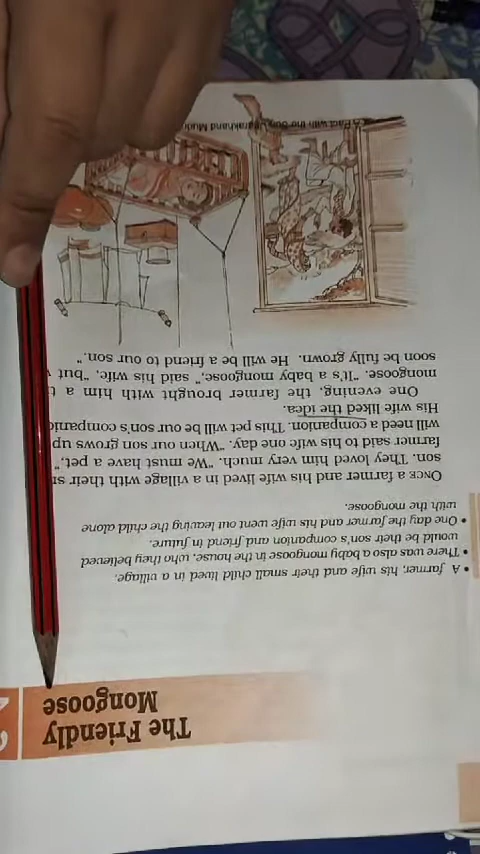 2
The Friendly
Mongoose
• A farmer, his wife and their small child lived in a village.
• There was also a baby mongoose in the house, who they believed
would be their son's companion and friend in future.
• One day the farmer and his wife went out leaving the child alone
with the mongoose.
ONCE a farmer and his wife lived in a village with their
son. They loved him very much. "We must have a pet,"
farmer said to his wife one day. "When our son grows up
will need a companion. This pet will be our son's
His wife liked the idea.
One evening, the farmer brought with him a
mongoose. "It's a baby mongoose," said his wife, "but
soon be fully grown. He will be a friend to our son."
A Pact with the Sun